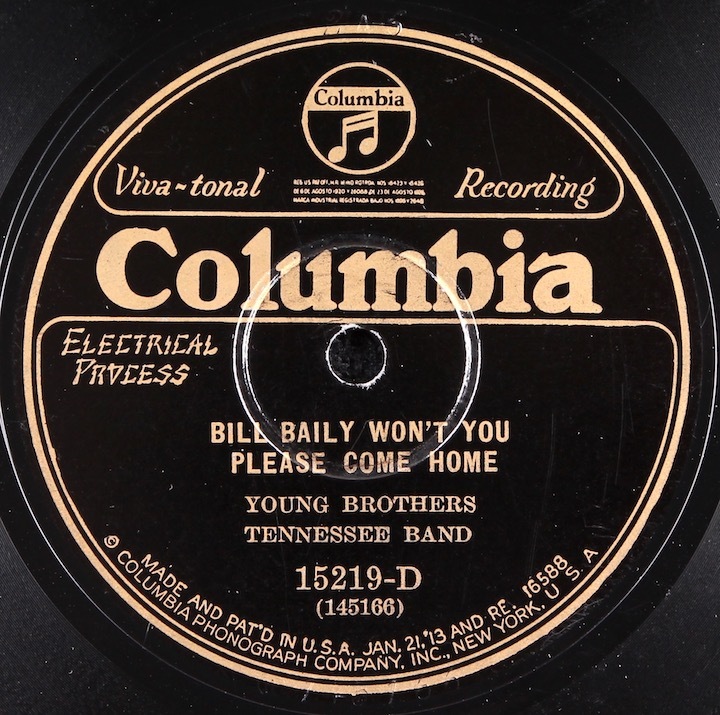 Columbia
Viva-tonal Recording
Columbia
ELECTRICAL
PROCESS
BILL BAILY WON'T YOU
PLEASE COME HOME
YOUNG BROTHERS
TENNESSEE BAND
15219-D
(145166)
MADE AND PAT'D IN U.S.A. JAN. 21, '13 AND RE. 16588
© COLUMBIA PHONOGRAPH COMPANY, INC., NEW YORK, U.S.A